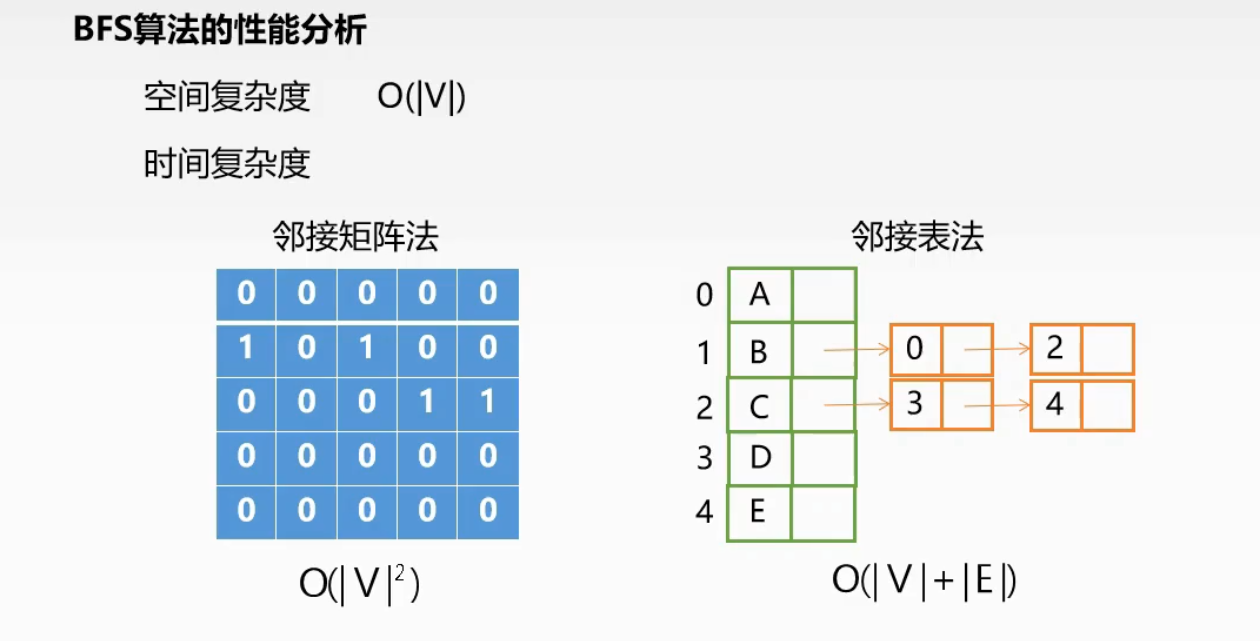 BFS算法的性能分析
空间复杂度 O(|V|)
时间复杂度
邻接矩阵法
0 0 0 0 0
1 0 1 0 0
0 0 0 1 1
0 0 0 0 0
0 0 0 0 0
O(|V|²)
邻接表法
0 A
1 B 0 2
2 C 3 4
3 D
4 E
O(|V|+|E|)